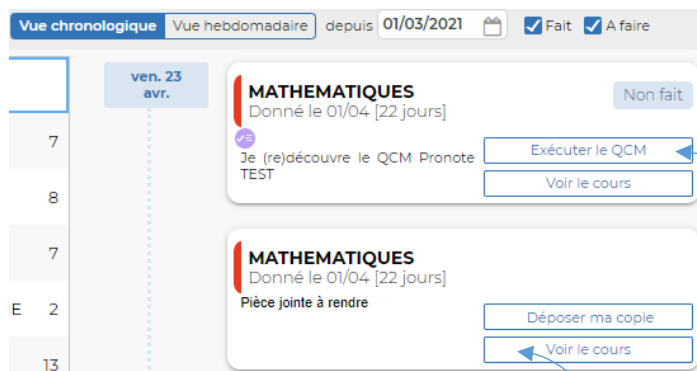 Vue chronologique Vue hebdomadaire depuis 01/03/2021 Fait A faire
ven. 23
avr.
MATHEMATIQUES
Non fait
Donné le 01/04 [22 jours]
Je (re)découvre le QCM Pronote
TEST
Exécuter le QCM
Voir le cours
7
8
7
E 2
13
MATHEMATIQUES
Donné le 01/04 [22 jours]
Pièce jointe à rendre
Déposer ma copie
Voir le cours